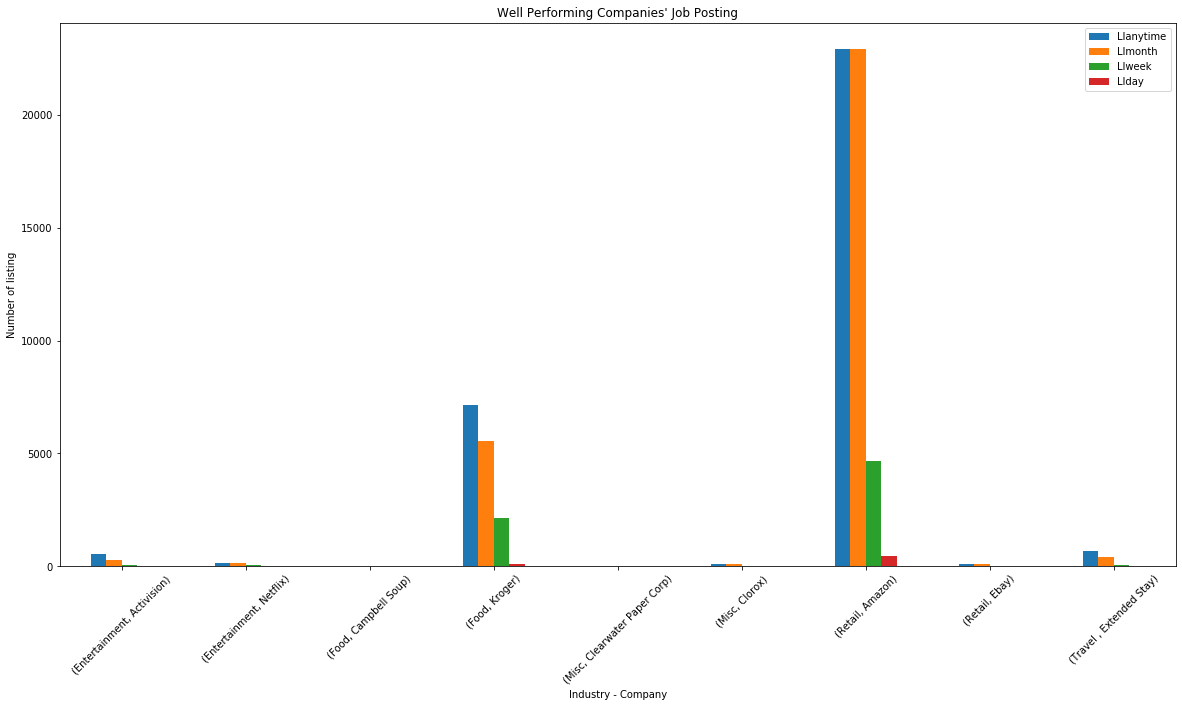 Well Performing Companies' Job Posting
LIanytime
LImonth
LIweek
LIday
Number of listing
20000
15000
10000
5000
0
(Entertainment, Activision)
(Entertainment, Netflix)
(Food, Campbell Soup)
(Food, Kroger)
(Misc, Clearwater Paper Corp)
(Misc, Clorox)
(Retail, Amazon)
(Retail, Ebay)
(Travel , Extended Stay)
Industry - Company